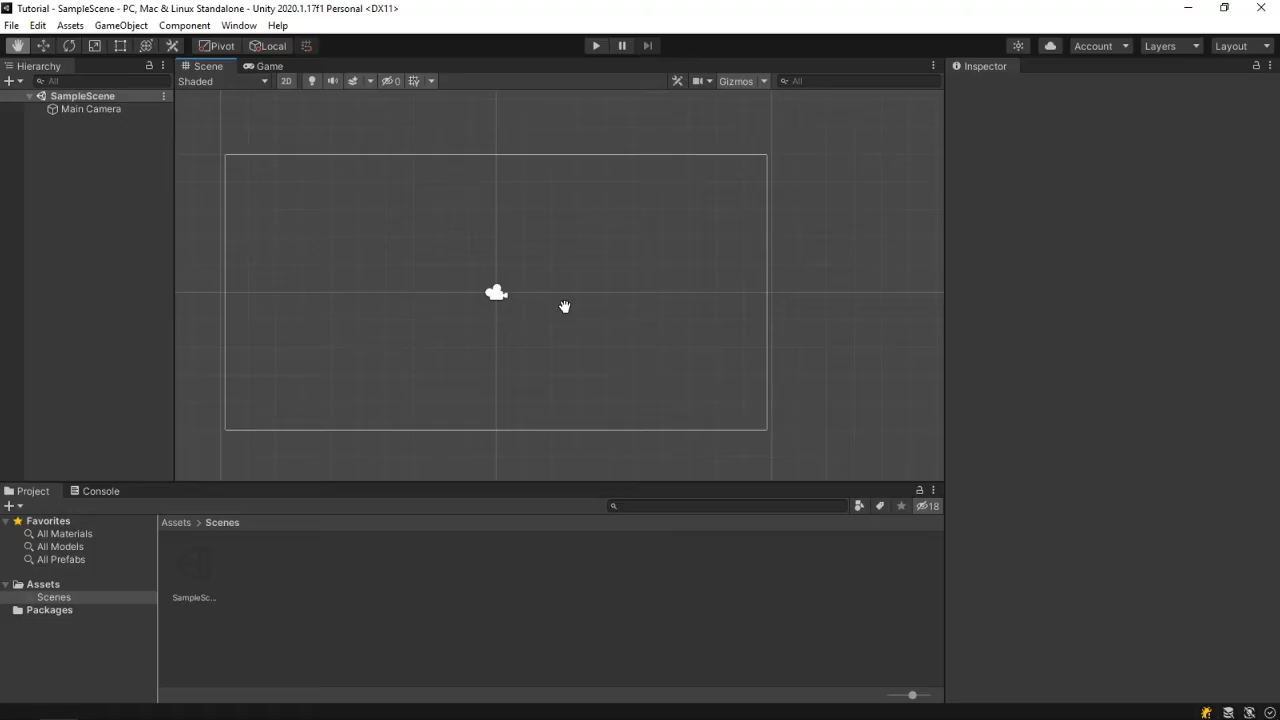 Tutorial - SampleScene - PC, Mac & Linux Standalone - Unity 2020.1.17f1 Personal <DX11>
File Edit Assets GameObject Component Window Help
Pivot Local Account Layers Layout
Hierarchy Scene Game Inspector
All Shaded 2D 0 Gizmos All
SampleScene
Main Camera
Project Console
18
Favorites Assets > Scenes
All Materials
All Models
All Prefabs
Assets
Scenes SampleSc...
Packages